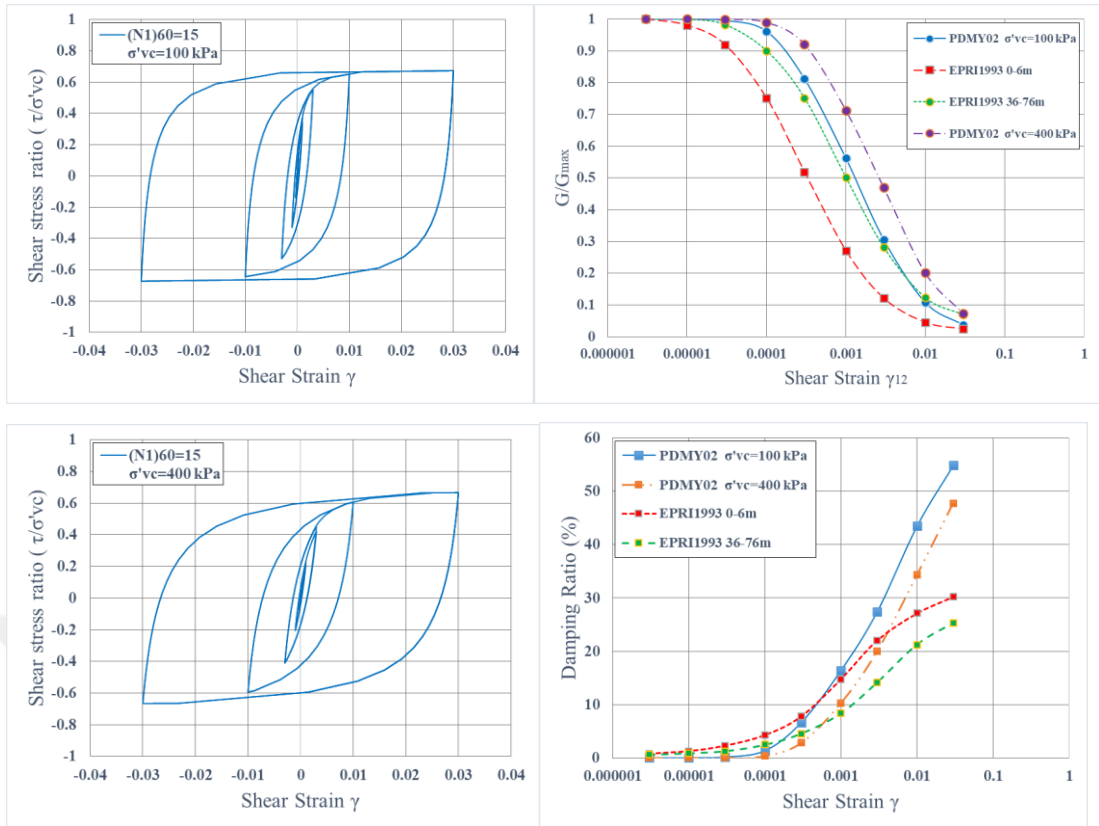 (N1)60=15
σ'vc=100 kPa
Shear stress ratio ( τ/σ'vc)
1
0.8
0.6
0.4
0.2
0
-0.2
-0.4
-0.6
-0.8
-1
-0.04 -0.03 -0.02 -0.01 0 0.01 0.02 0.03 0.04
Shear Strain γ
PDMY02 σ'vc=100 kPa
EPRI1993 0-6m
EPRI1993 36-76m
PDMY02 σ'vc=400 kPa
G/Gmax
1
0.9
0.8
0.7
0.6
0.5
0.4
0.3
0.2
0.1
0
0.000001 0.00001 0.0001 0.001 0.01 0.1 1
Shear Strain γ12
(N1)60=15
σ'vc=400 kPa
Shear stress ratio ( τ/σ'vc)
1
0.8
0.6
0.4
0.2
0
-0.2
-0.4
-0.6
-0.8
-1
-0.04 -0.03 -0.02 -0.01 0 0.01 0.02 0.03 0.04
Shear Strain γ
PDMY02 σ'vc=100 kPa
PDMY02 σ'vc=400 kPa
EPRI1993 0-6m
EPRI1993 36-76m
Damping Ratio (%)
60
50
40
30
20
10
0
0.000001 0.00001 0.0001 0.001 0.01 0.1 1
Shear Strain γ